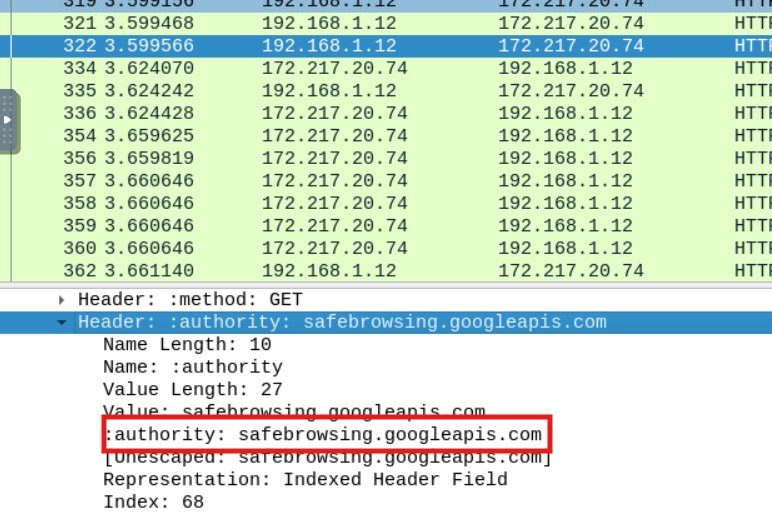 319 3.599156 192.168.1.12 172.217.20.74 HTTP
321 3.599468 192.168.1.12 172.217.20.74 HTTP
322 3.599566 192.168.1.12 172.217.20.74 HTTP
334 3.624070 172.217.20.74 192.168.1.12 HTTP
335 3.624242 192.168.1.12 172.217.20.74 HTTP
336 3.624428 172.217.20.74 192.168.1.12 HTTP
354 3.659625 172.217.20.74 192.168.1.12 HTTP
356 3.659819 172.217.20.74 192.168.1.12 HTTP
357 3.660646 172.217.20.74 192.168.1.12 HTTP
358 3.660646 172.217.20.74 192.168.1.12 HTTP
359 3.660646 172.217.20.74 192.168.1.12 HTTP
360 3.660646 172.217.20.74 192.168.1.12 HTTP
362 3.661140 192.168.1.12 172.217.20.74 HTTP
Header: :method: GET
Header: :authority: safebrowsing.googleapis.com
Name Length: 10
Name: :authority
Value Length: 27
Value: safebrowsing.googleapis.com
:authority: safebrowsing.googleapis.com
[Unescaped: safebrowsing.googleapis.com]
Representation: Indexed Header Field
Index: 68